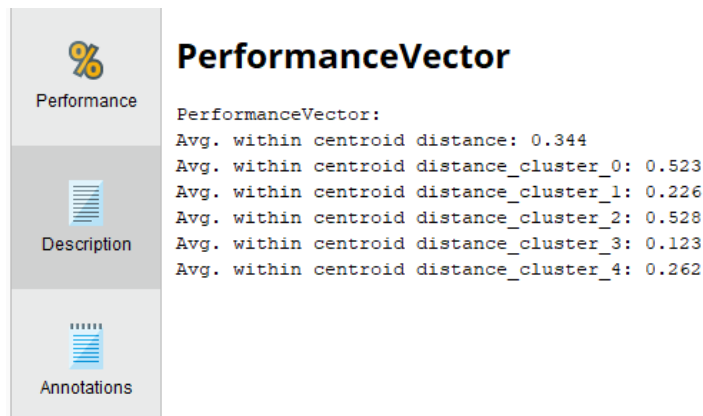 Performance
Description
Annotations
PerformanceVector
PerformanceVector:
Avg. within centroid distance: 0.344
Avg. within centroid distance_cluster_0: 0.523
Avg. within centroid distance_cluster_1: 0.226
Avg. within centroid distance_cluster_2: 0.528
Avg. within centroid distance_cluster_3: 0.123
Avg. within centroid distance_cluster_4: 0.262